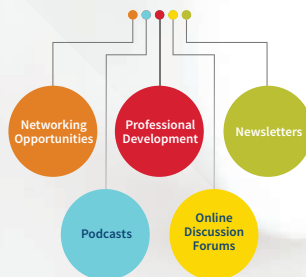 Networking
Opportunities
Professional
Development
Newsletters
Podcasts
Online
Discussion
Forums